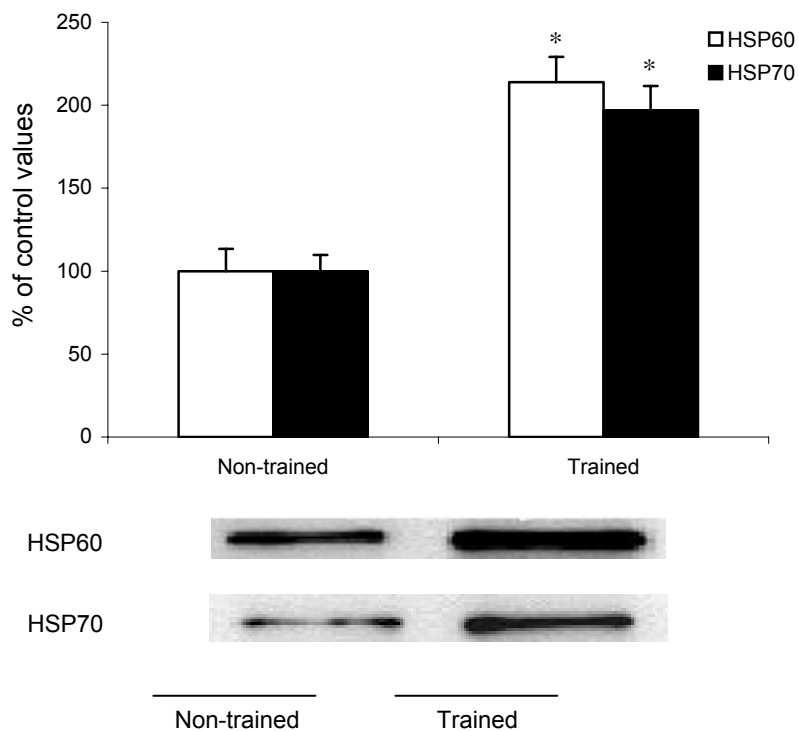 250
200
150
100
50
0
% of control values
*
*
HSP60
HSP70
Non-trained Trained
HSP60
HSP70
Non-trained Trained